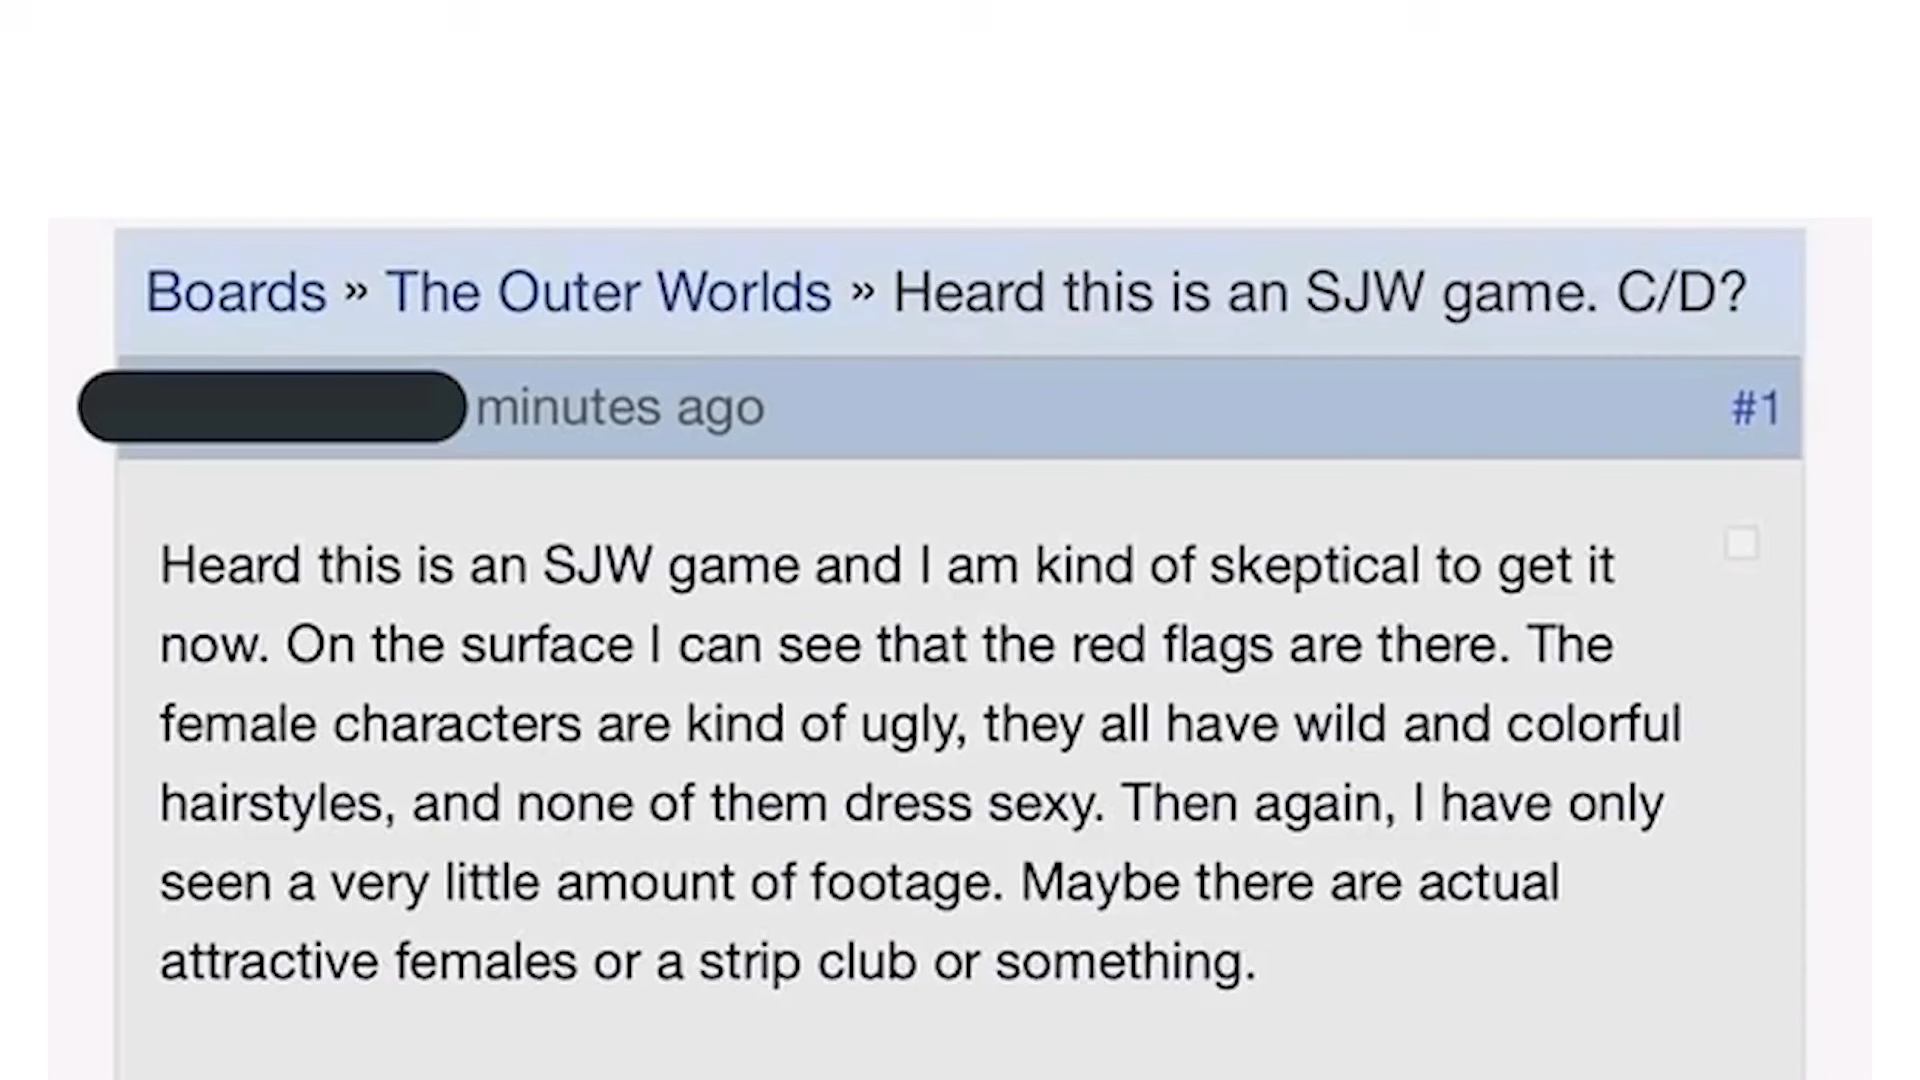 Boards » The Outer Worlds » Heard this is an SJW game. C/D?
minutes ago #1
Heard this is an SJW game and I am kind of skeptical to get it
now. On the surface I can see that the red flags are there. The
female characters are kind of ugly, they all have wild and colorful
hairstyles, and none of them dress sexy. Then again, I have only
seen a very little amount of footage. Maybe there are actual
attractive females or a strip club or something.